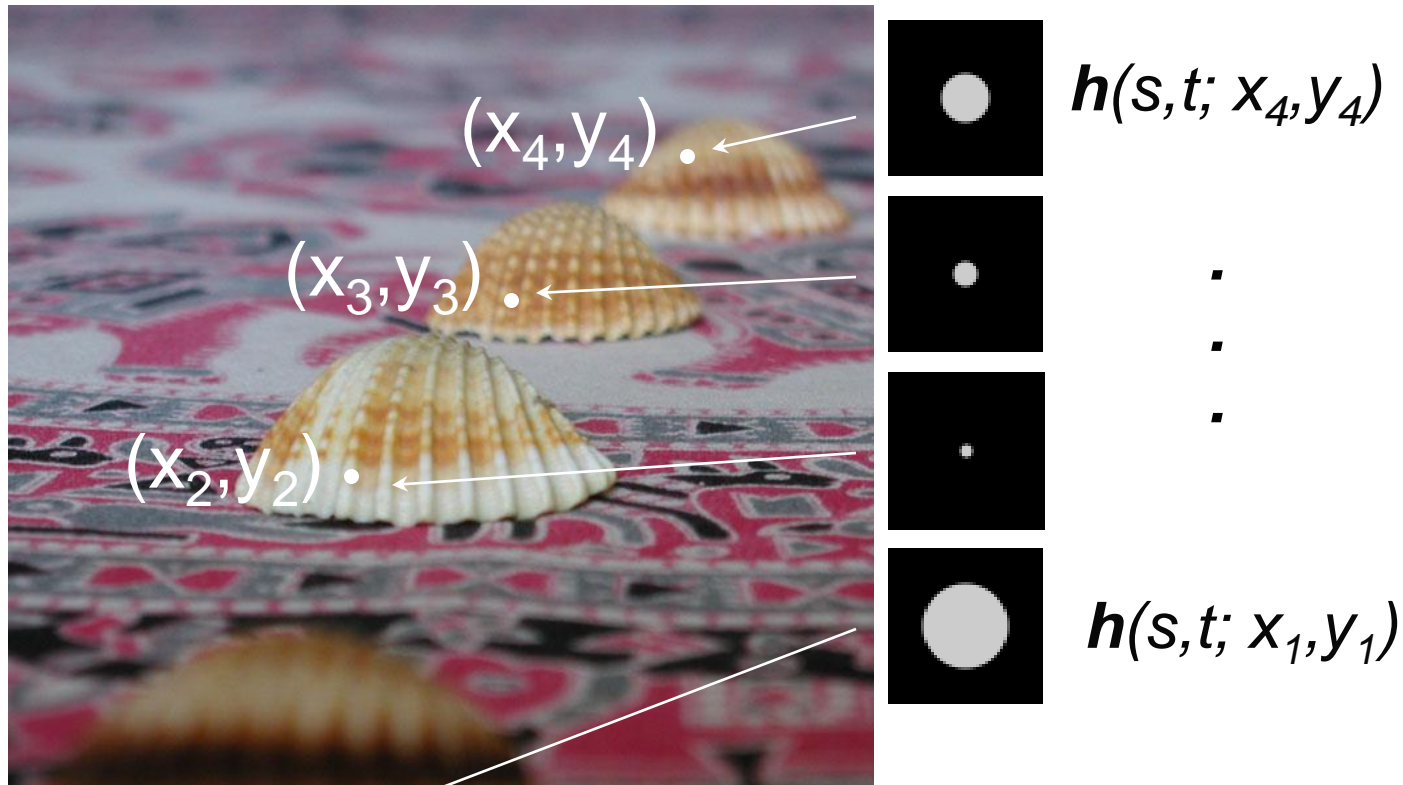 (x₄,y₄)
h(s,t; x₄,y₄)
(x₃,y₃)
.
.
.
(x₂,y₂)
h(s,t; x₁,y₁)